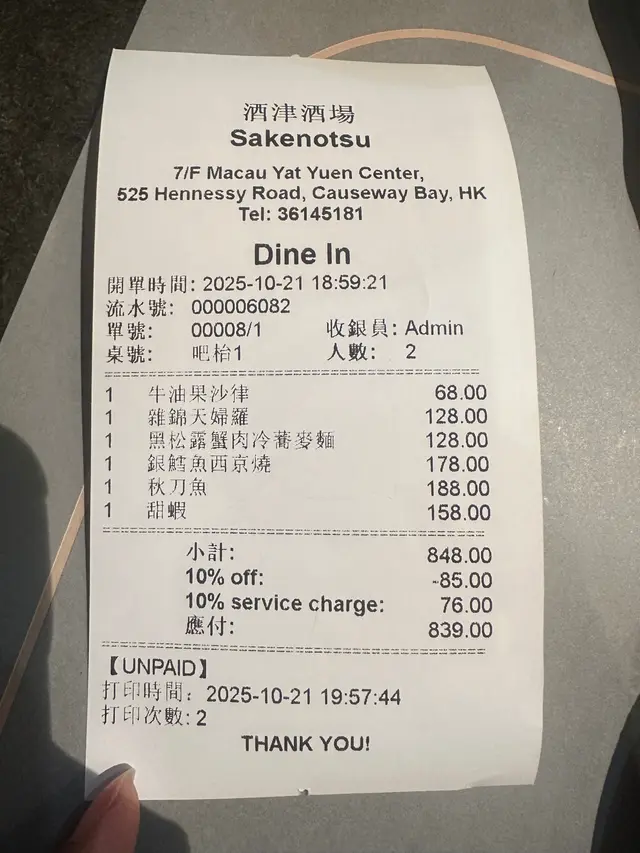 酒津酒場
Sakenotsu
7/F Macau Yat Yuen Center,
525 Hennessy Road, Causeway Bay, HK
Tel: 36145181
Dine In
開單時間: 2025-10-21 18:59:21
流水號: 000006082
單號: 00008/1 收銀員: Admin
桌號: 吧枱1 人數: 2
1 牛油果沙律 68.00
1 雜錦天婦羅 128.00
1 黑松露蟹肉冷蕎麥麵 128.00
1 銀鱈魚西京燒 178.00
1 秋刀魚 188.00
1 甜蝦 158.00
小計: 848.00
10% off: -85.00
10% service charge: 76.00
應付: 839.00
【UNPAID】
打印時間: 2025-10-21 19:57:44
打印次數: 2
THANK YOU!